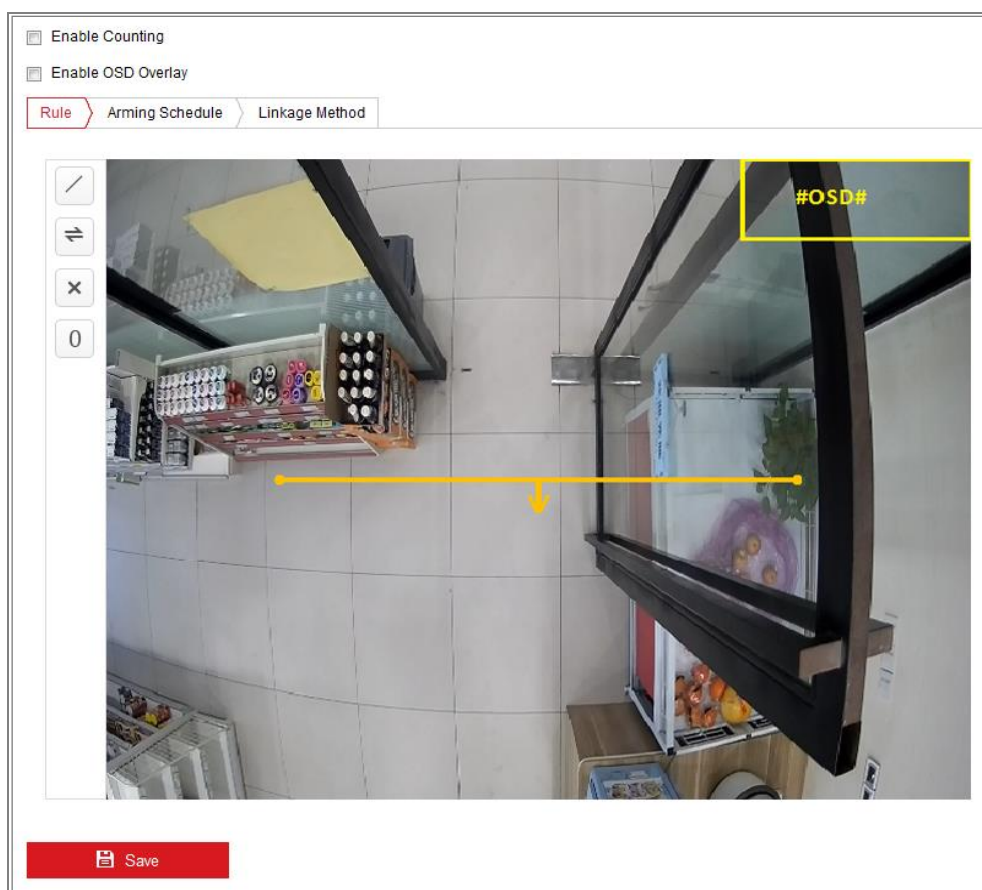 Enable Counting
Enable OSD Overlay
Rule Arming Schedule Linkage Method
#OSD#
0
Save